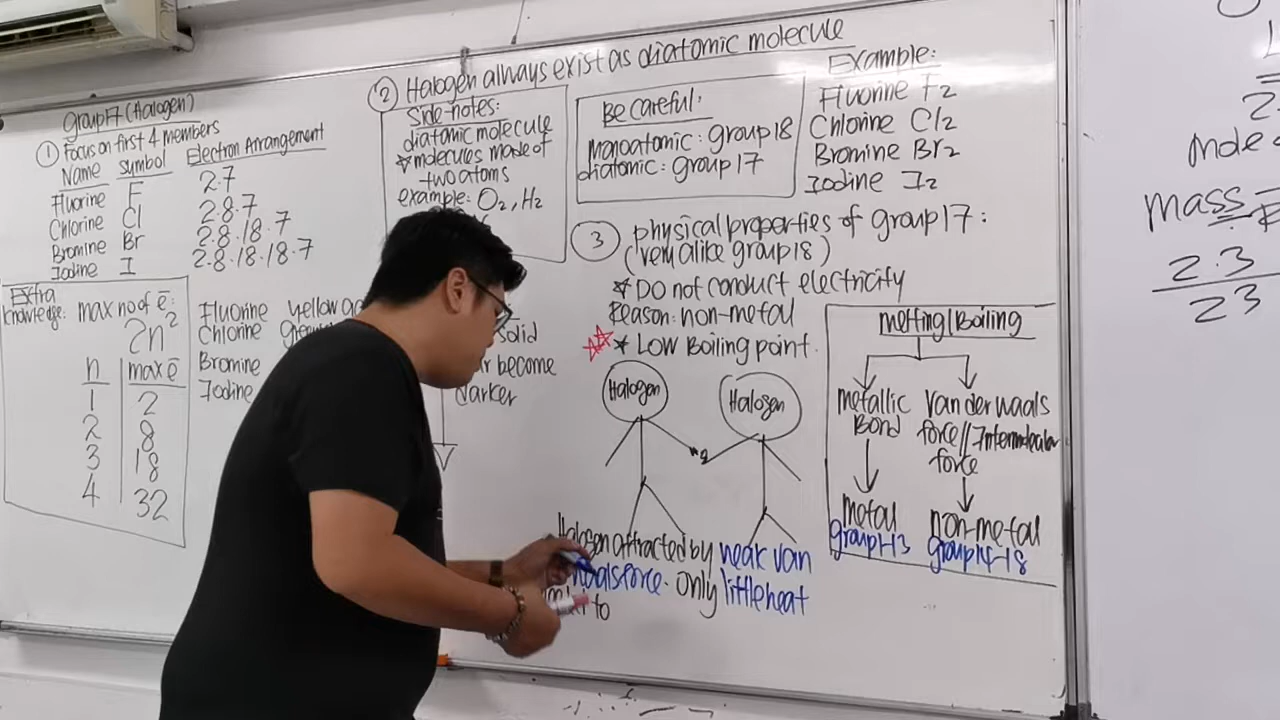 Group 17 (Halogen)
① Focus on first 4 members
Name Symbol Electron Arrangement
Fluorine F 2.7
Chlorine Cl 2.8.7
Bromine Br 2.8.18.7
Iodine I 2.8.18.18.7
Extra
knowledge: max no of ē:
2n²
n max ē
1 2
2 8
3 18
4 32
Fluorine yellow
Chlorine
Bromine
Iodine
solid
become
darker
② Halogen always exist as diatomic molecule
Side-notes:
diatomic molecule
* molecules made of
two atoms
example: O₂, H₂
Be careful:
monoatomic: group 18
diatomic: group 17
Example:
Fluorine F₂
Chlorine Cl₂
Bromine Br₂
Iodine I₂
③ physical properties of group 17:
(very alike group 18)
* DO not conduct electricity
Reason: non-metal
* LOW Boiling point.
Halogen Halogen
Halogen attracted by weak van
waals force. Only little heat
to
melting/Boiling
metallic
Bond
metal
group 1-13
van der waals
force//Intermolecular
force
non-metal
group 14-18
2
mass
2.3
23